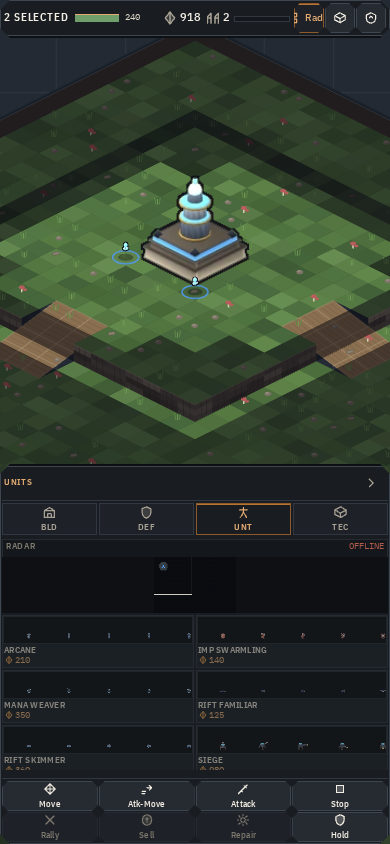 2 SELECTED 240 918 2 Rad
UNITS
BLD DEF UNT TEC
RADAR OFFLINE
ARCANE IMP SWARMLING
210 140
MANA WEAVER RIFT FAMILIAR
350 125
RIFT SKIMMER SIEGE
Move Atk-Move Attack Stop
Rally Sell Repair Hold